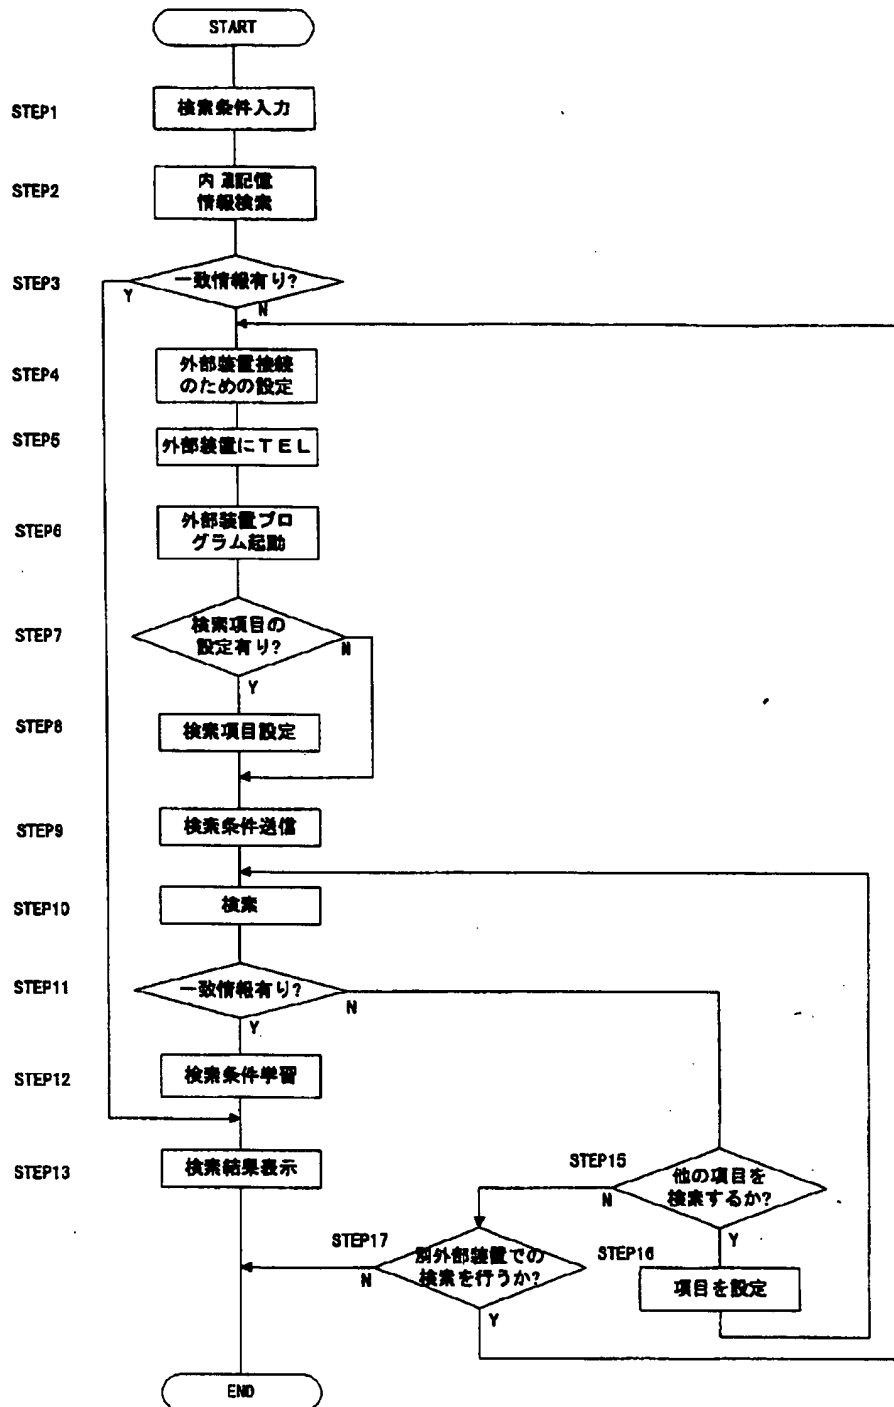 START
STEP1
検索条件入力
STEP2
内 記憶
情報検索
STEP3
一致情報有り?
Y
N
STEP4
外部装置接続
のための設定
STEP5
外部装置にTEL
STEP6
外部装置プロ
グラム起動
STEP7
検索項目の
設定有り?
N
Y
STEP8
検索項目設定
STEP9
検索条件送信
STEP10
検索
STEP11
一致情報有り?
N
Y
STEP12
検索条件学習
STEP13
検索結果表示
STEP15
他の項目を
検索するか?
N
Y
STEP16
項目を設定
STEP17
別外部装置での
検索を行うか?
N
Y
END